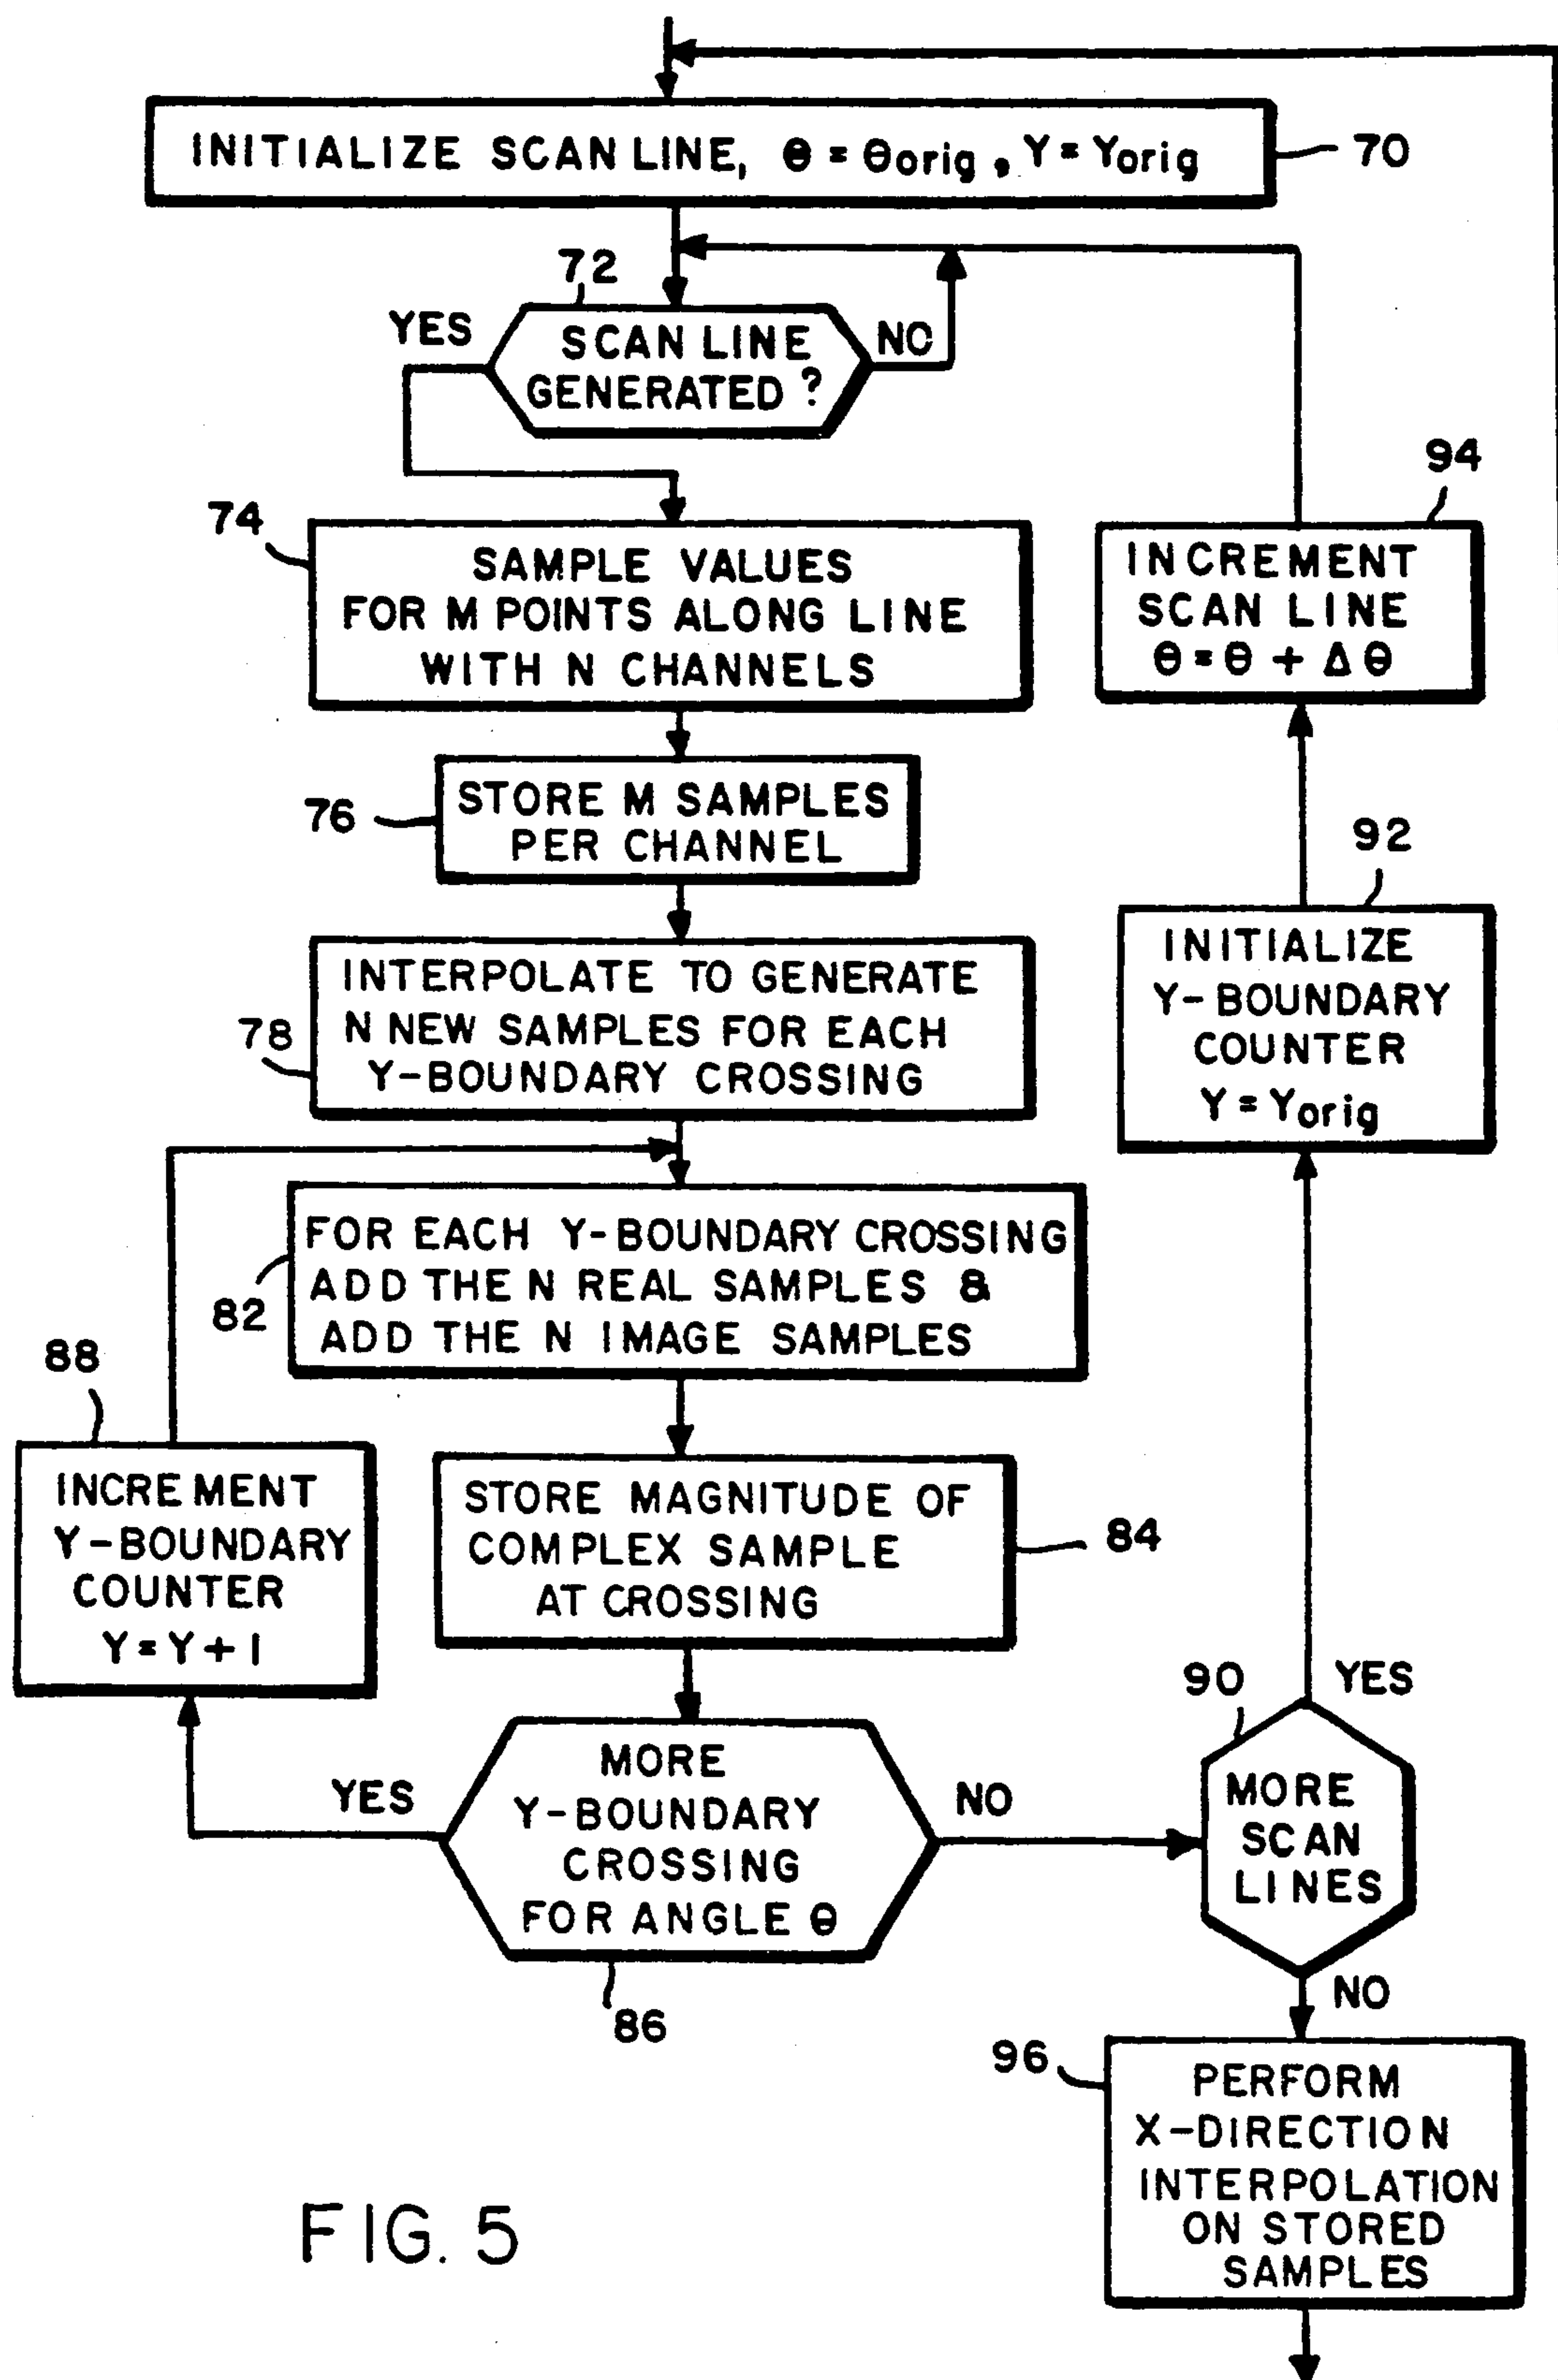 INITIALIZE SCAN LINE, θ = θorig, Y = Yorig
70
72
YES
SCAN LINE
GENERATED ?
NO
74
SAMPLE VALUES
FOR M POINTS ALONG LINE
WITH N CHANNELS
94
INCREMENT
SCAN LINE
θ = θ + Δθ
76
STORE M SAMPLES
PER CHANNEL
92
INITIALIZE
Y-BOUNDARY
COUNTER
Y = Yorig
78
INTERPOLATE TO GENERATE
N NEW SAMPLES FOR EACH
Y-BOUNDARY CROSSING
82
FOR EACH Y-BOUNDARY CROSSING
ADD THE N REAL SAMPLES &
ADD THE N IMAGE SAMPLES
88
INCREMENT
Y-BOUNDARY
COUNTER
Y = Y + 1
STORE MAGNITUDE OF
COMPLEX SAMPLE
AT CROSSING
84
YES
MORE
Y-BOUNDARY
CROSSING
FOR ANGLE θ
86
NO
90
YES
MORE
SCAN
LINES
NO
96
PERFORM
X-DIRECTION
INTERPOLATION
ON STORED
SAMPLES
FIG. 5